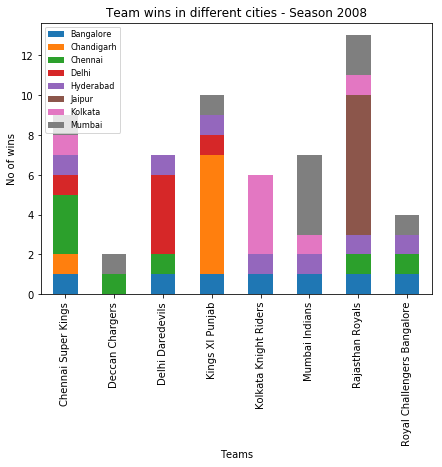 Team wins in different cities - Season 2008
Bangalore
Chandigarh
Chennai
Delhi
Hyderabad
Jaipur
Kolkata
Mumbai
No of wins
12
10
8
6
4
2
0
Chennai Super Kings
Deccan Chargers
Delhi Daredevils
Kings XI Punjab
Kolkata Knight Riders
Mumbai Indians
Rajasthan Royals
Royal Challengers Bangalore
Teams